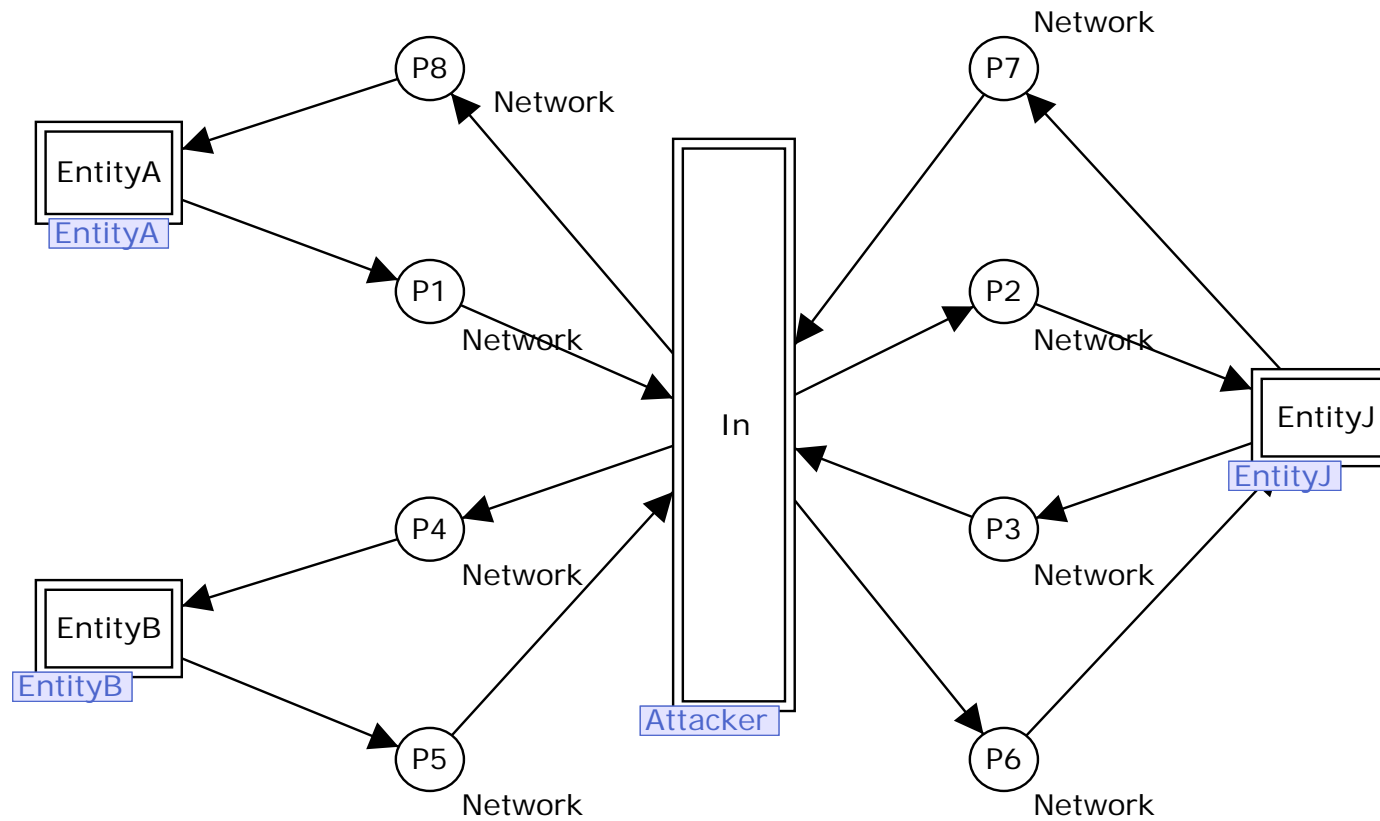 Network
P8
P7
Network
EntityA
EntityA
P1
P2
Network
Network
In
EntityJ
EntityJ
P4
P3
Network
Network
EntityB
EntityB
Attacker
P5
P6
Network
Network